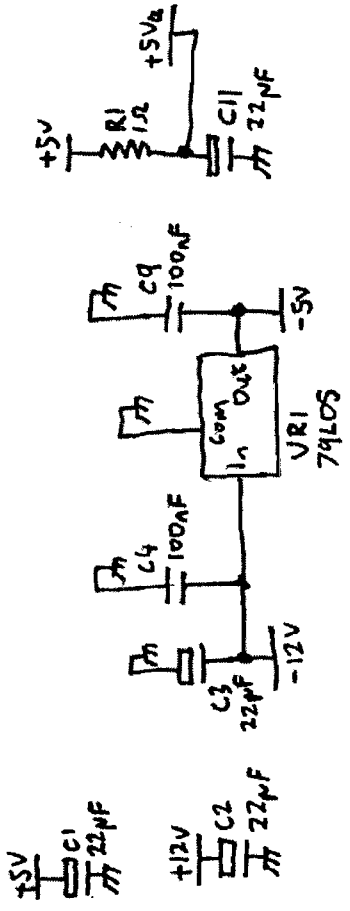 +5V
C1
22µF
+12V
C2
22µF
C3
22µF
-12V
C4
100nF
In
COM
Out
VR1
79L05
C9
100nF
-5V
+5V
R1
1Ω
+5Va
C11
22µF